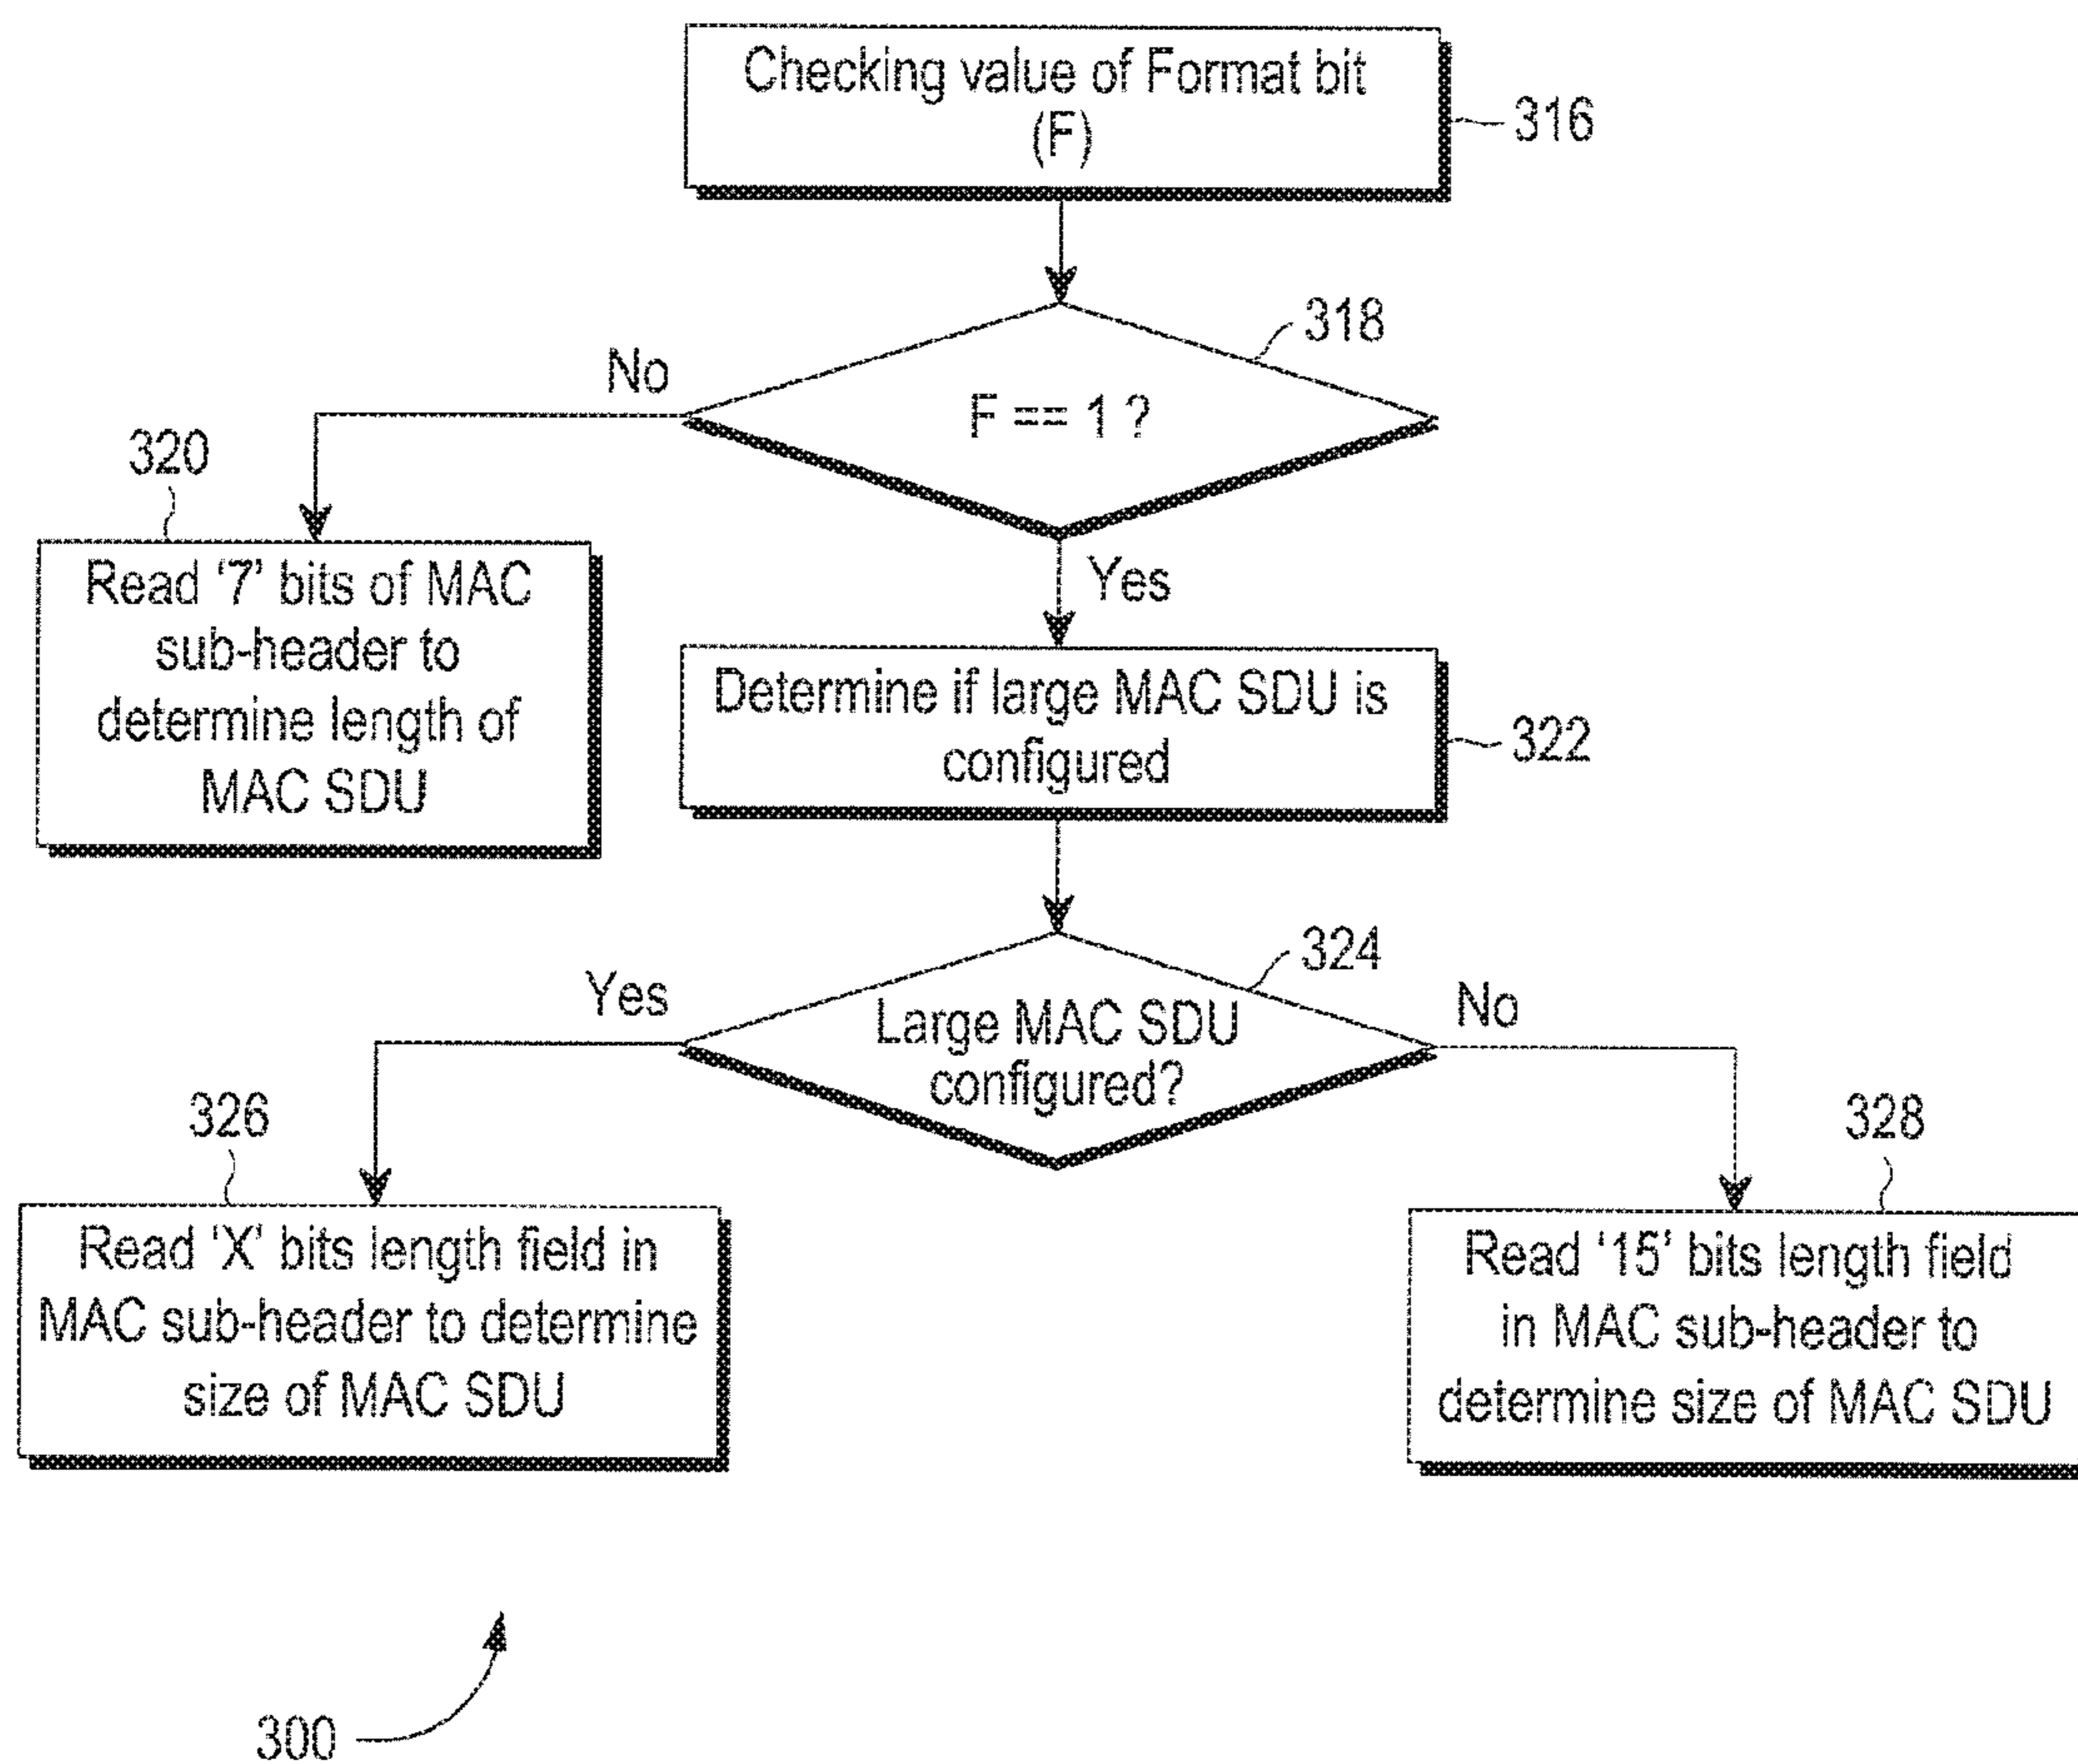 Checking value of Format bit
(F)
316
318
No
F == 1 ?
320
Yes
Read ‘7’ bits of MAC
sub-header to
determine length of
MAC SDU
Determine if large MAC SDU is
configured
322
324
Yes
No
Large MAC SDU
configured?
326
328
Read ‘X’ bits length field in
MAC sub-header to determine
size of MAC SDU
Read ‘15’ bits length field
in MAC sub-header to
determine size of MAC SDU
300